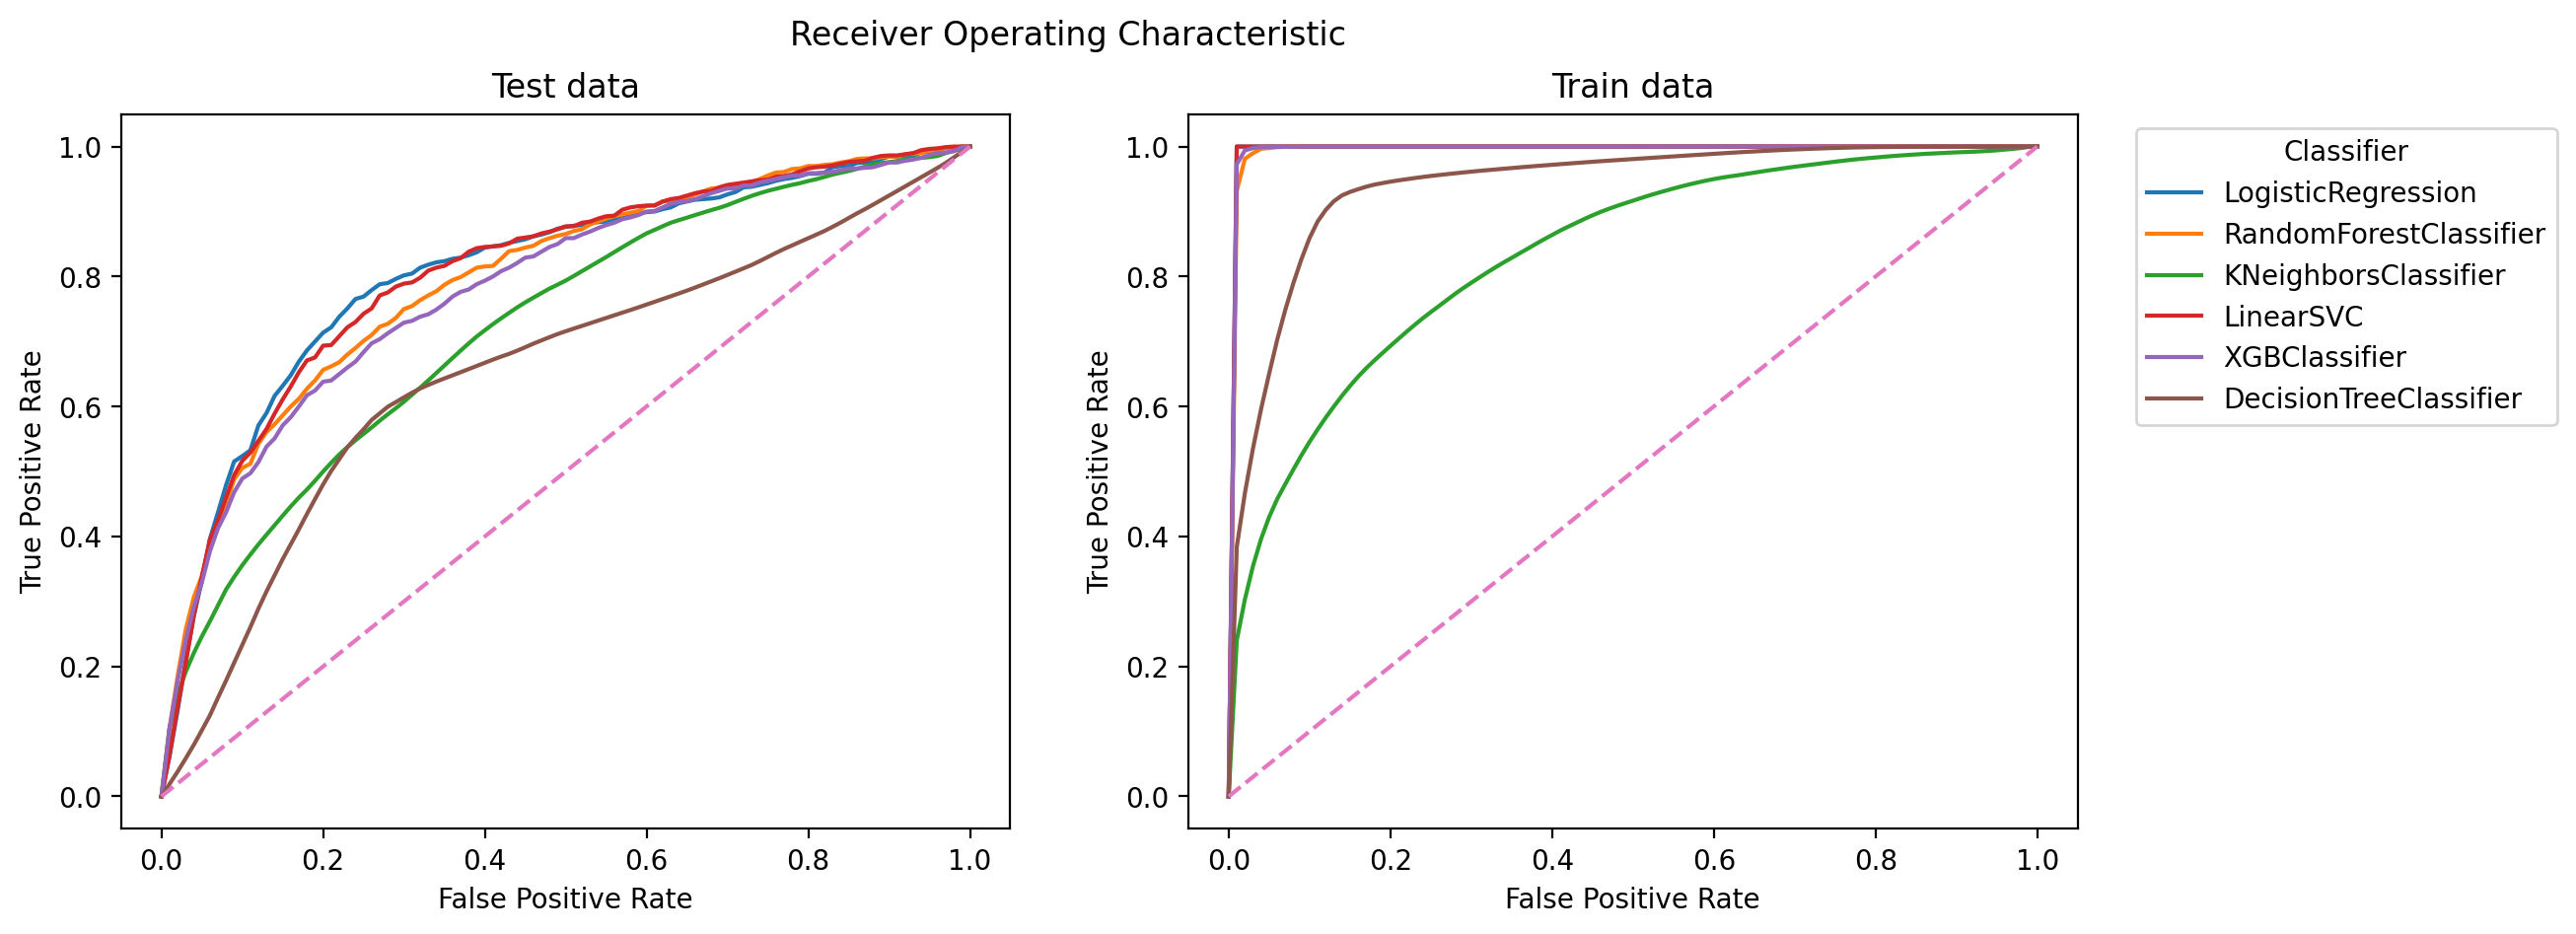 Receiver Operating Characteristic
Test data
1.0
0.8
0.6
0.4
0.2
0.0
True Positive Rate
0.0 0.2 0.4 0.6 0.8 1.0
False Positive Rate
Train data
1.0
0.8
0.6
0.4
0.2
0.0
True Positive Rate
0.0 0.2 0.4 0.6 0.8 1.0
False Positive Rate
Classifier
LogisticRegression
RandomForestClassifier
KNeighborsClassifier
LinearSVC
XGBClassifier
DecisionTreeClassifier